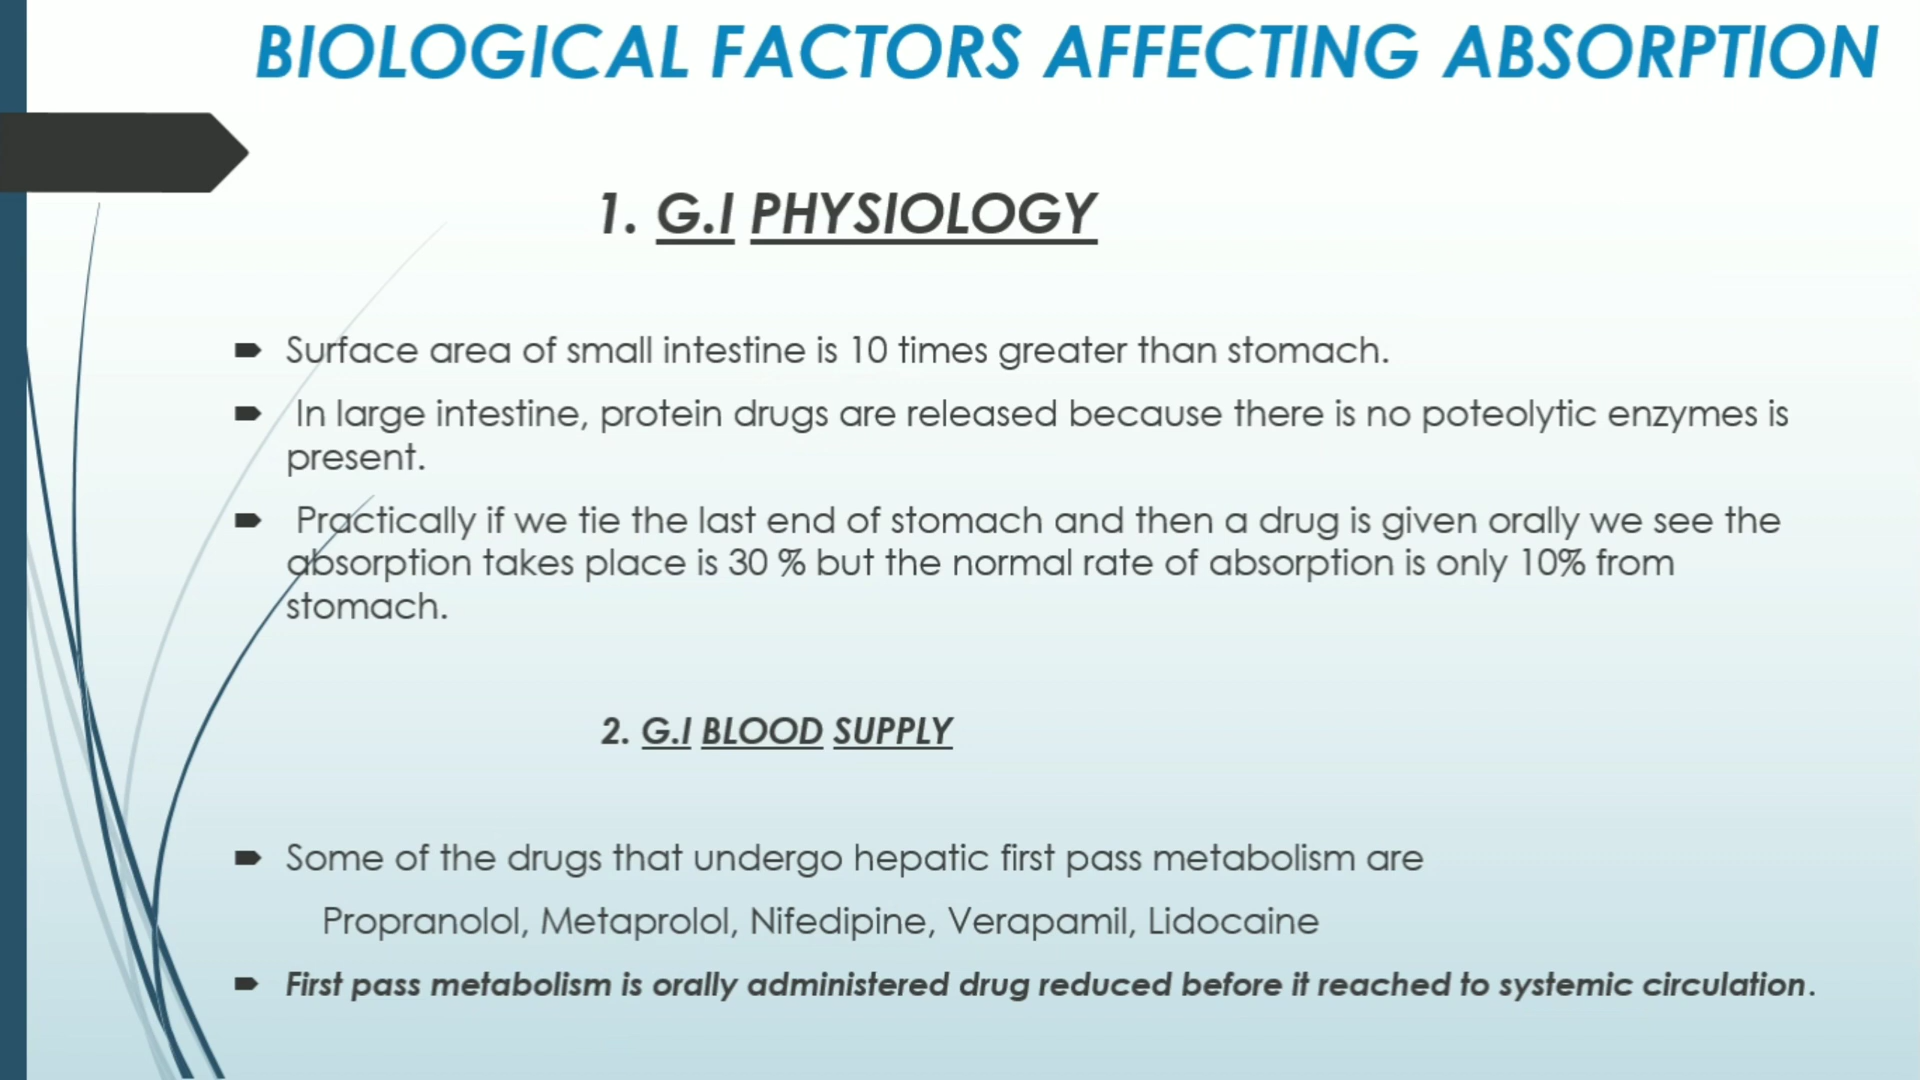 BIOLOGICAL FACTORS AFFECTING ABSORPTION
1. G.I PHYSIOLOGY
Surface area of small intestine is 10 times greater than stomach.
In large intestine, protein drugs are released because there is no poteolytic enzymes is
present.
Practically if we tie the last end of stomach and then a drug is given orally we see the
absorption takes place is 30 % but the normal rate of absorption is only 10% from
stomach.
2. G.I BLOOD SUPPLY
Some of the drugs that undergo hepatic first pass metabolism are
Propranolol, Metaprolol, Nifedipine, Verapamil, Lidocaine
First pass metabolism is orally administered drug reduced before it reached to systemic circulation.